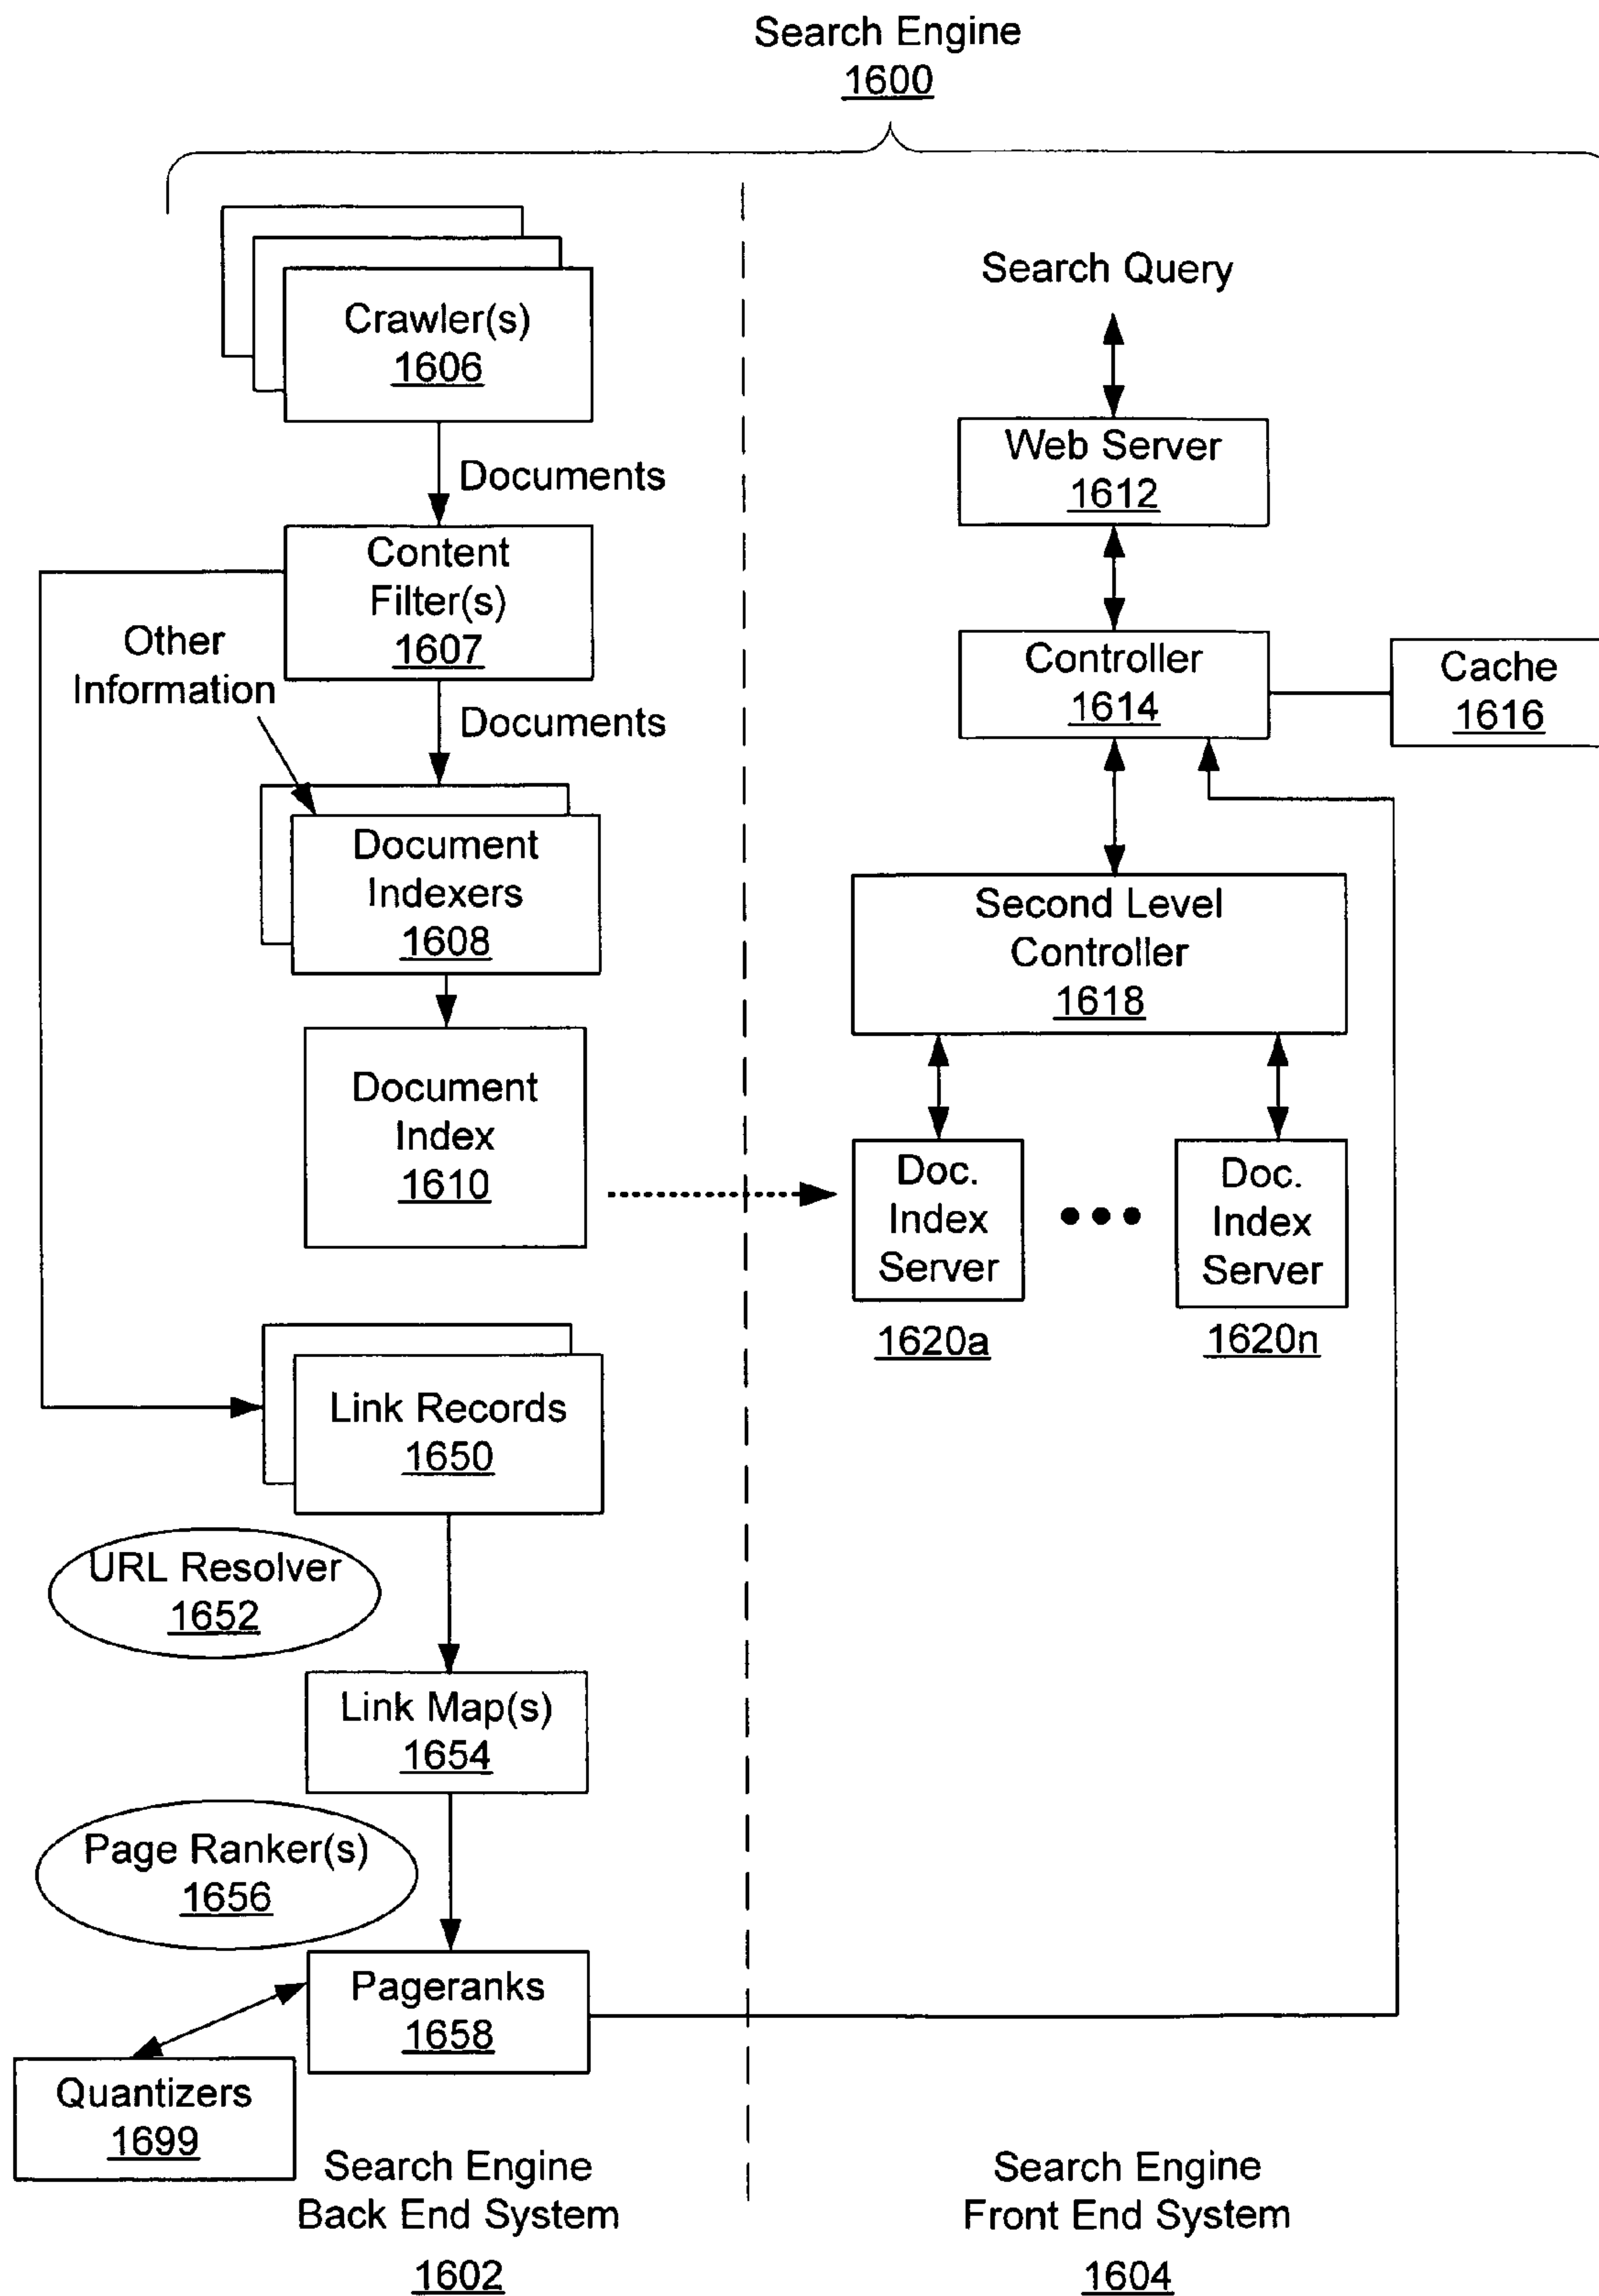 Search Engine
1600
Crawler(s)
1606
Documents
Content
Filter(s)
1607
Other
Information
Documents
Document
Indexers
1608
Document
Index
1610
Link Records
1650
URL Resolver
1652
Link Map(s)
1654
Page Ranker(s)
1656
Pageranks
1658
Quantizers
1699
Search Engine
Back End System
1602
Search Query
Web Server
1612
Controller
1614
Cache
1616
Second Level
Controller
1618
Doc.
Index
Server
1620a
Doc.
Index
Server
1620n
Search Engine
Front End System
1604